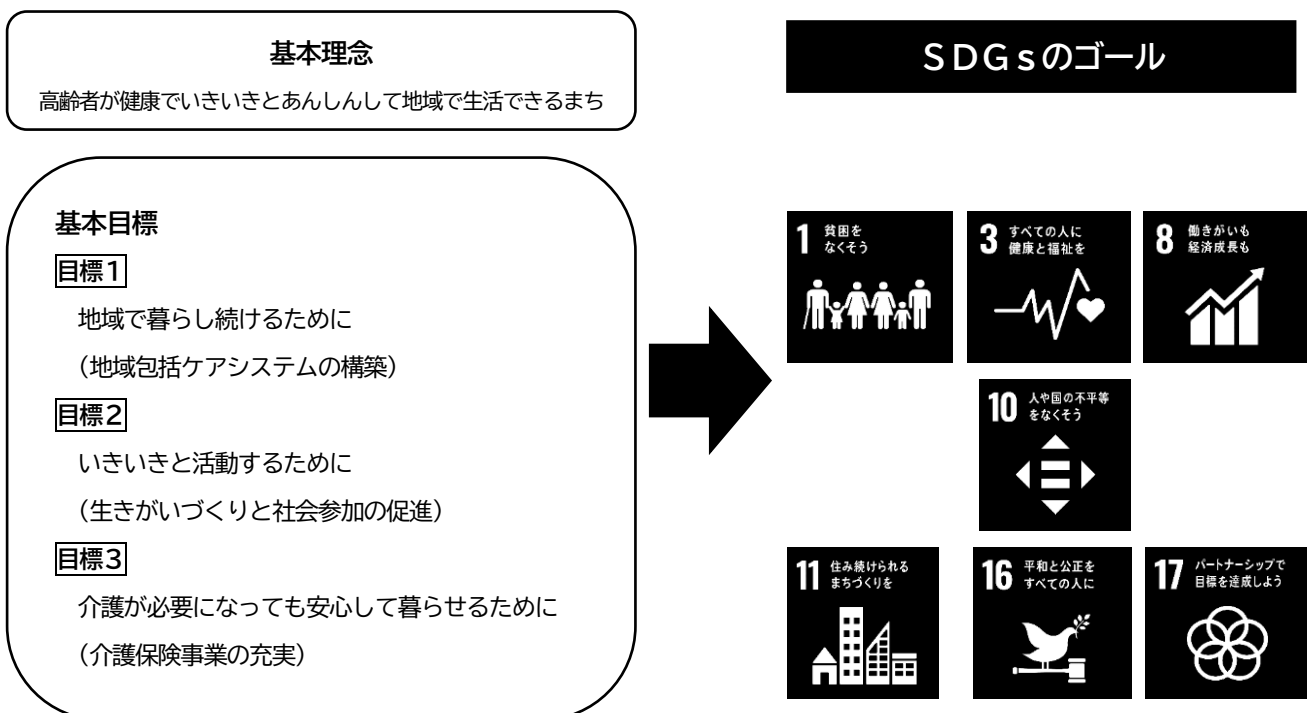 基本理念
高齢者が健康でいきいきとあんしんして地域で生活できるまち
基本目標
目標1
地域で暮らし続けるために
(地域包括ケアシステムの構築)
目標2
いきいきと活動するために
(生きがいづくりと社会参加の促進)
目標3
介護が必要になっても安心して暮らせるために
(介護保険事業の充実)
SDGsのゴール
1 貧困を
なくそう
3 すべての人に
健康と福祉を
8 働きがいも
経済成長も
10 人や国の不平等
をなくそう
11 住み続けられる
まちづくりを
16 平和と公正を
すべての人に
17 パートナーシップで
目標を達成しよう